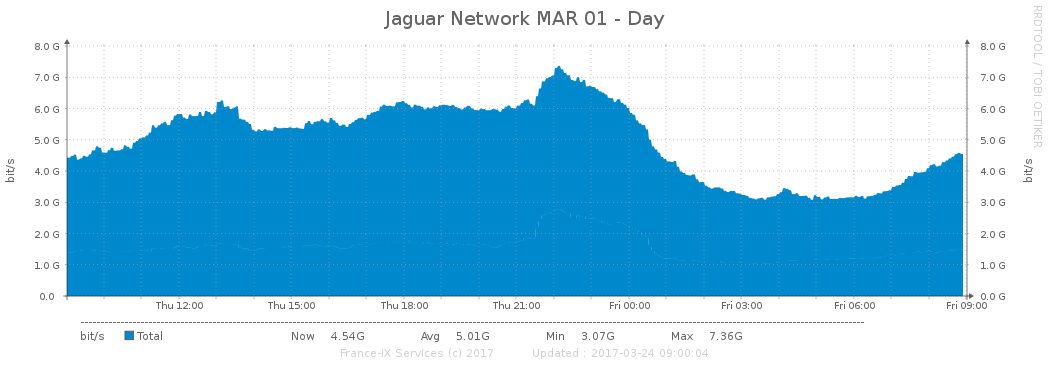 Jaguar Network MAR 01 - Day
RRDTOOL / TOBI OETIKER
8.0 G 8.0 G
7.0 G 7.0 G
6.0 G 6.0 G
5.0 G 5.0 G
4.0 G 4.0 G
3.0 G 3.0 G
2.0 G 2.0 G
1.0 G 1.0 G
0.0 0.0 G
bit/s
bit/s
Thu 12:00 Thu 15:00 Thu 18:00 Thu 21:00 Fri 00:00 Fri 03:00 Fri 06:00 Fri 09:00
bit/s Total Now 4.54G Avg 5.01G Min 3.07G Max 7.36G
France-IX Services (c) 2017 Updated : 2017-03-24 09:00:04